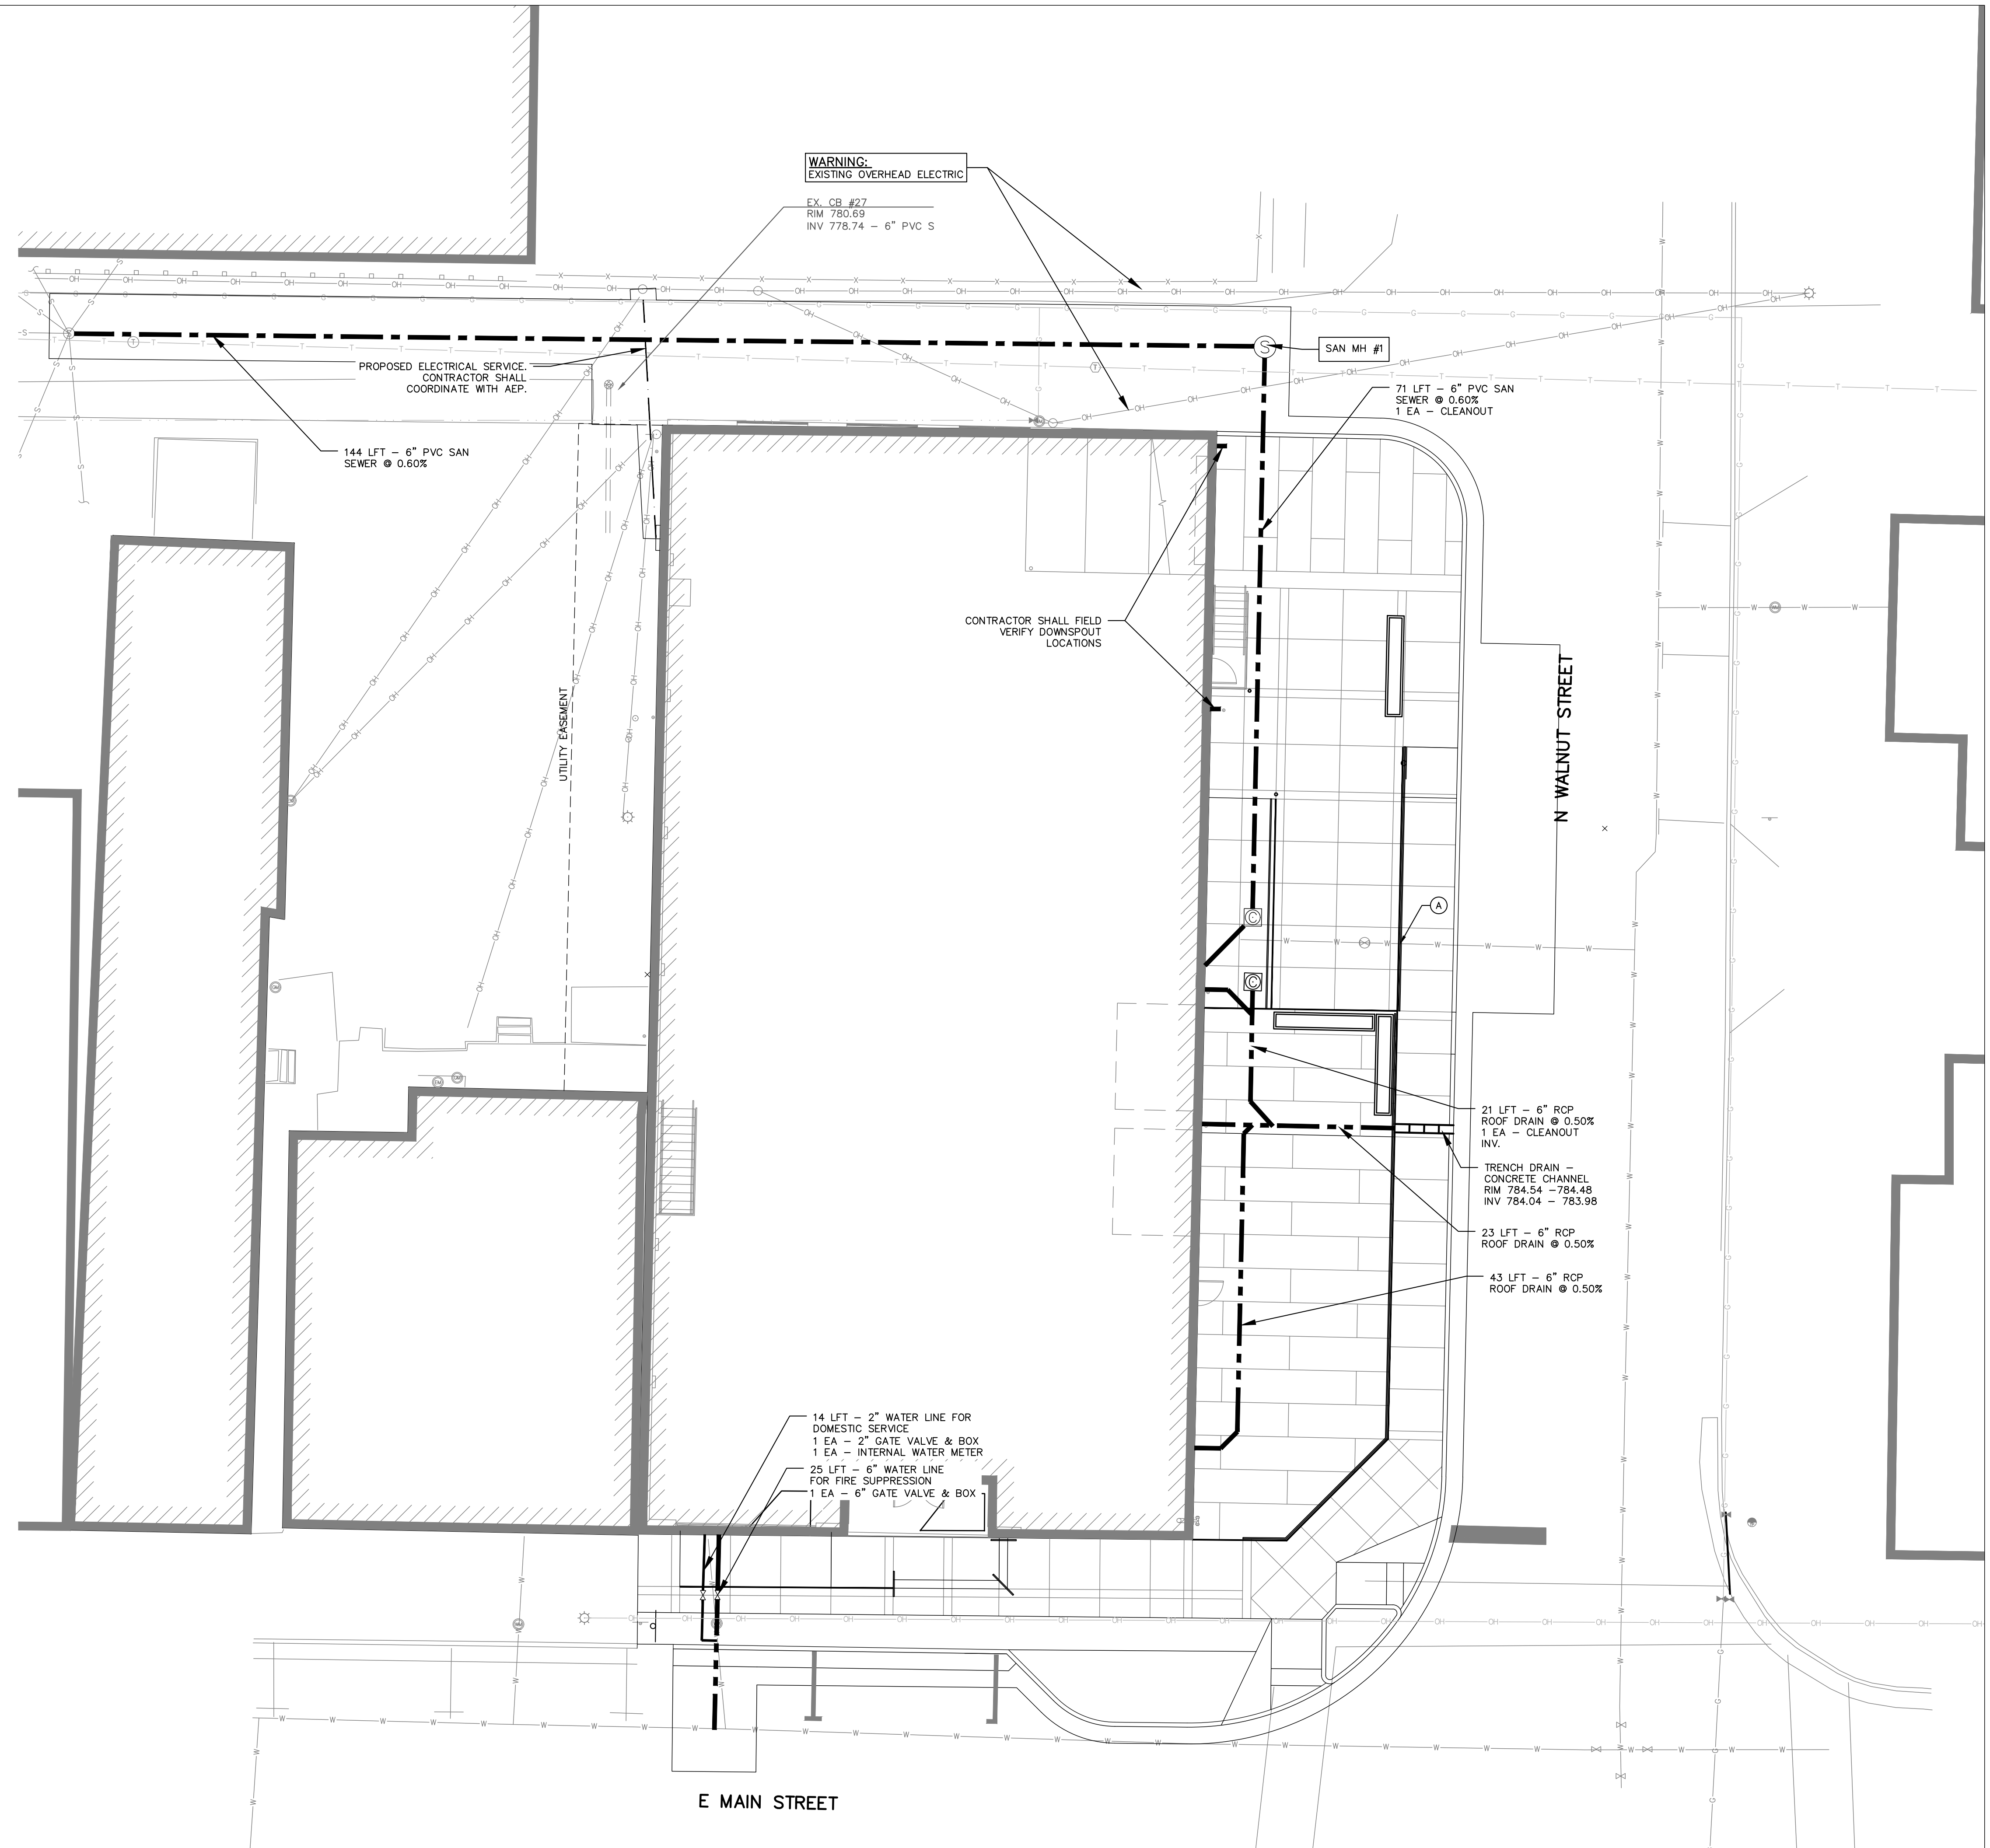 WARNING:
EXISTING OVERHEAD ELECTRIC
EX. CB #27
RIM 780.69
INV 778.74 – 6" PVC S
SAN MH #1
PROPOSED ELECTRICAL SERVICE.
CONTRACTOR SHALL
COORDINATE WITH AEP.
71 LFT – 6" PVC SAN
SEWER @ 0.60%
1 EA – CLEANOUT
144 LFT – 6" PVC SAN
SEWER @ 0.60%
CONTRACTOR SHALL FIELD
VERIFY DOWNSPOUT
LOCATIONS
UTILITY EASEMENT
N WALNUT STREET
A
C
C
S
21 LFT – 6" RCP
ROOF DRAIN @ 0.50%
1 EA – CLEANOUT
INV.
TRENCH DRAIN –
CONCRETE CHANNEL
RIM 784.54 –784.48
INV 784.04 – 783.98
23 LFT – 6" RCP
ROOF DRAIN @ 0.50%
43 LFT – 6" RCP
ROOF DRAIN @ 0.50%
14 LFT – 2" WATER LINE FOR
DOMESTIC SERVICE
1 EA – 2" GATE VALVE & BOX
1 EA – INTERNAL WATER METER
25 LFT – 6" WATER LINE
FOR FIRE SUPPRESSION
1 EA – 6" GATE VALVE & BOX
E MAIN STREET